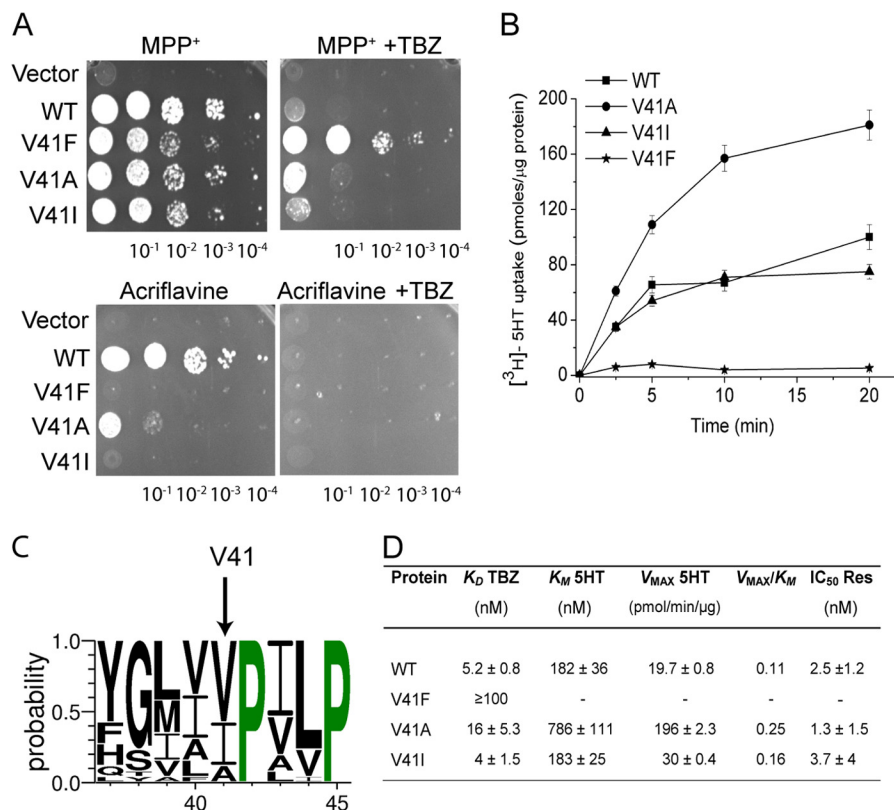 A
MPP+
MPP+ +TBZ
Vector
WT
V41F
V41A
V41I
10-1 10-2 10-3 10-4
10-1 10-2 10-3 10-4
Acriflavine
Acriflavine +TBZ
Vector
WT
V41F
V41A
V41I
10-1 10-2 10-3 10-4
10-1 10-2 10-3 10-4
B
WT
V41A
V41I
V41F
[3H]- 5HT uptake (pmoles/μg protein)
200
160
120
80
40
0
0 5 10 15 20
Time (min)
C
V41
probability
1.0
0.5
0.0
40 45
D
Protein KD TBZ KM 5HT VMAX 5HT VMAX/KM IC50 Res
(nM) (nM) (pmol/min/μg) (nM)
WT 5.2 ± 0.8 182 ± 36 19.7 ± 0.8 0.11 2.5 ±1.2
V41F ≥100 - - - -
V41A 16 ± 5.3 786 ± 111 196 ± 2.3 0.25 1.3 ± 1.5
V41I 4 ± 1.5 183 ± 25 30 ± 0.4 0.16 3.7 ± 4